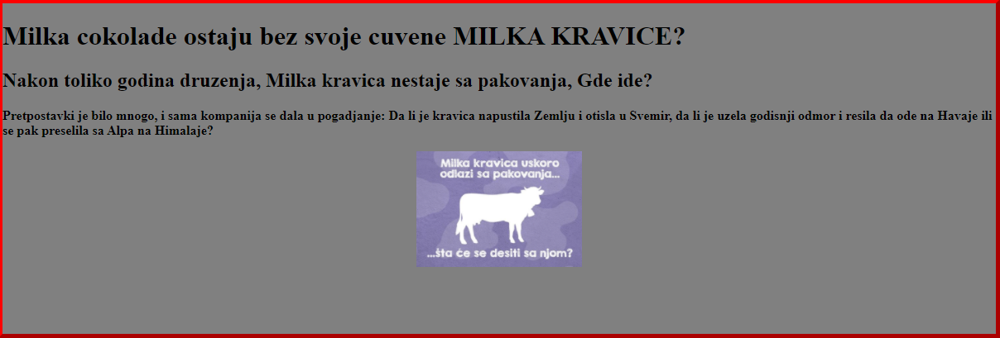 Milka cokolade ostaju bez svoje cuvene MILKA KRAVICE?
Nakon toliko godina druzenja, Milka kravica nestaje sa pakovanja, Gde ide?
Pretpostavki je bilo mnogo, i sama kompanija se dala u pogadjanje: Da li je kravica napustila Zemlju i otisla u Svemir, da li je uzela godisnji odmor i resila da ode na Havaje ili
se pak preselila sa Alpa na Himalaje?
Milka kravica uskoro
odlazi sa pakovanja...
...šta će se desiti sa njom?